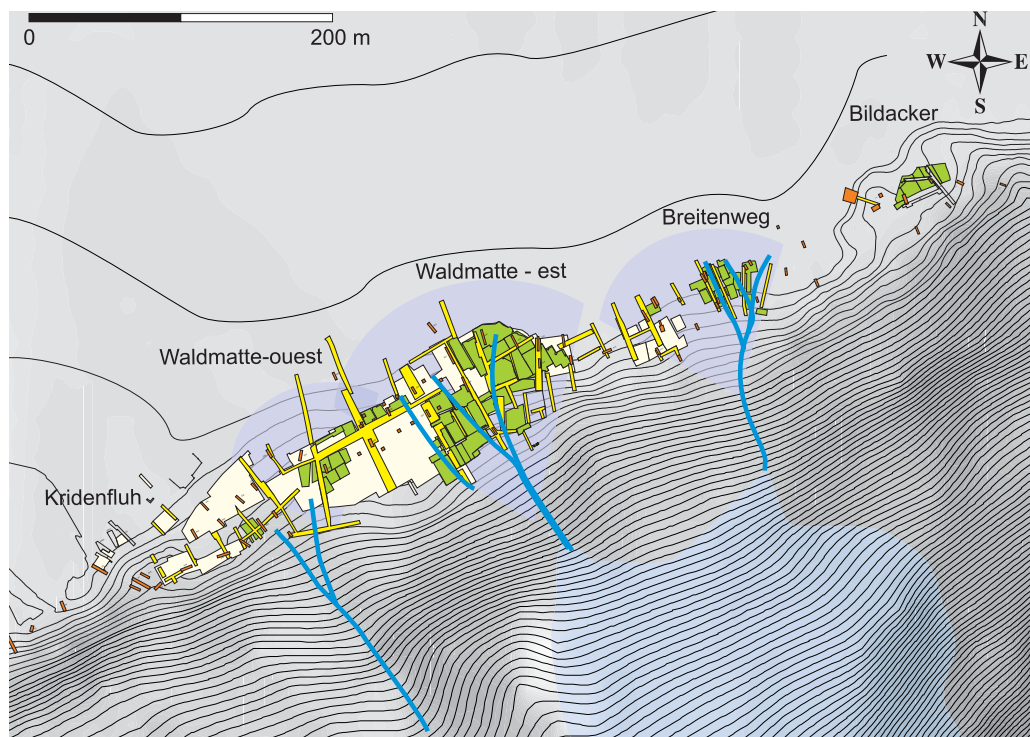 0
200 m
N
W
E
S
Bildacker
Breitenweg
Waldmatte - est
Waldmatte-ouest
Kridenfluh